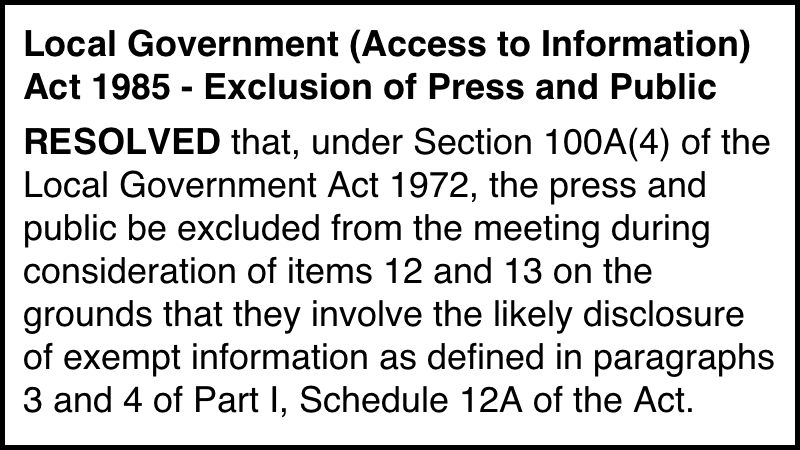 Local Government (Access to Information)
Act 1985 - Exclusion of Press and Public
RESOLVED that, under Section 100A(4) of the
Local Government Act 1972, the press and
public be excluded from the meeting during
consideration of items 12 and 13 on the
grounds that they involve the likely disclosure
of exempt information as defined in paragraphs
3 and 4 of Part I, Schedule 12A of the Act.